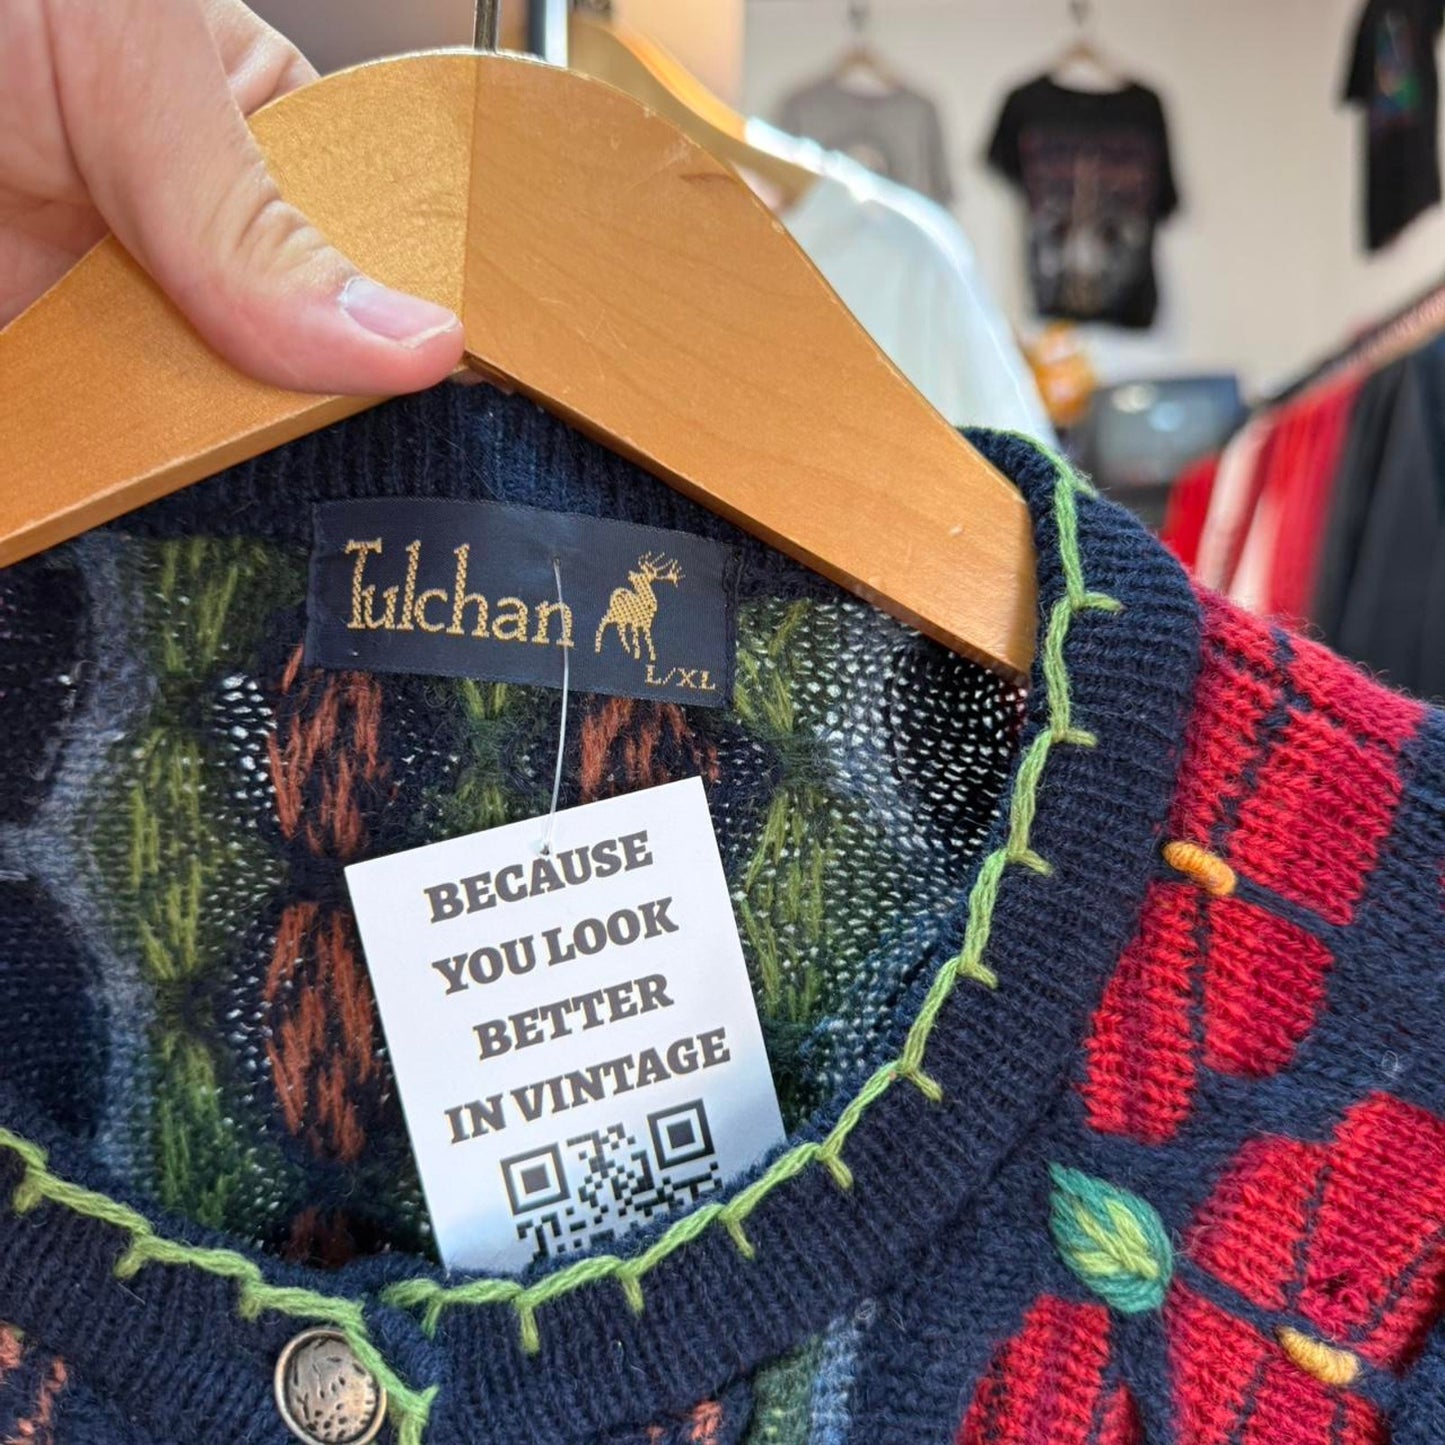 Tulchan
L/XL
BECAUSE
YOU LOOK
BETTER
IN VINTAGE